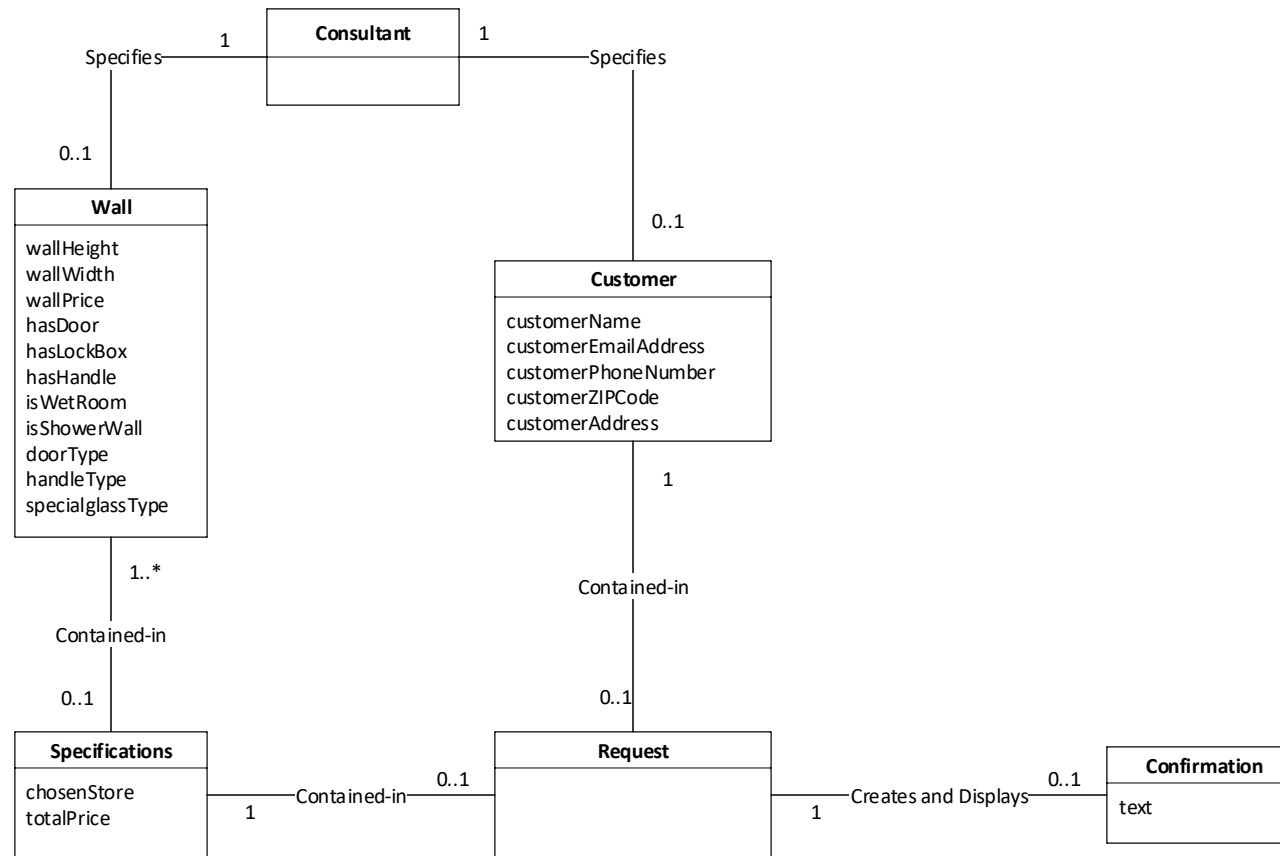 Consultant
1
1
Specifies
Specifies
0..1
0..1
Wall
wallHeight
wallWidth
wallPrice
hasDoor
hasLockBox
hasHandle
isWetRoom
isShowerWall
doorType
handleType
specialglassType
Customer
customerName
customerEmailAddress
customerPhoneNumber
customerZIPCode
customerAddress
1
1..*
Contained-in
Contained-in
0..1
0..1
Specifications
chosenStore
totalPrice
1
Contained-in
0..1
Request
1
Creates and Displays
0..1
Confirmation
text